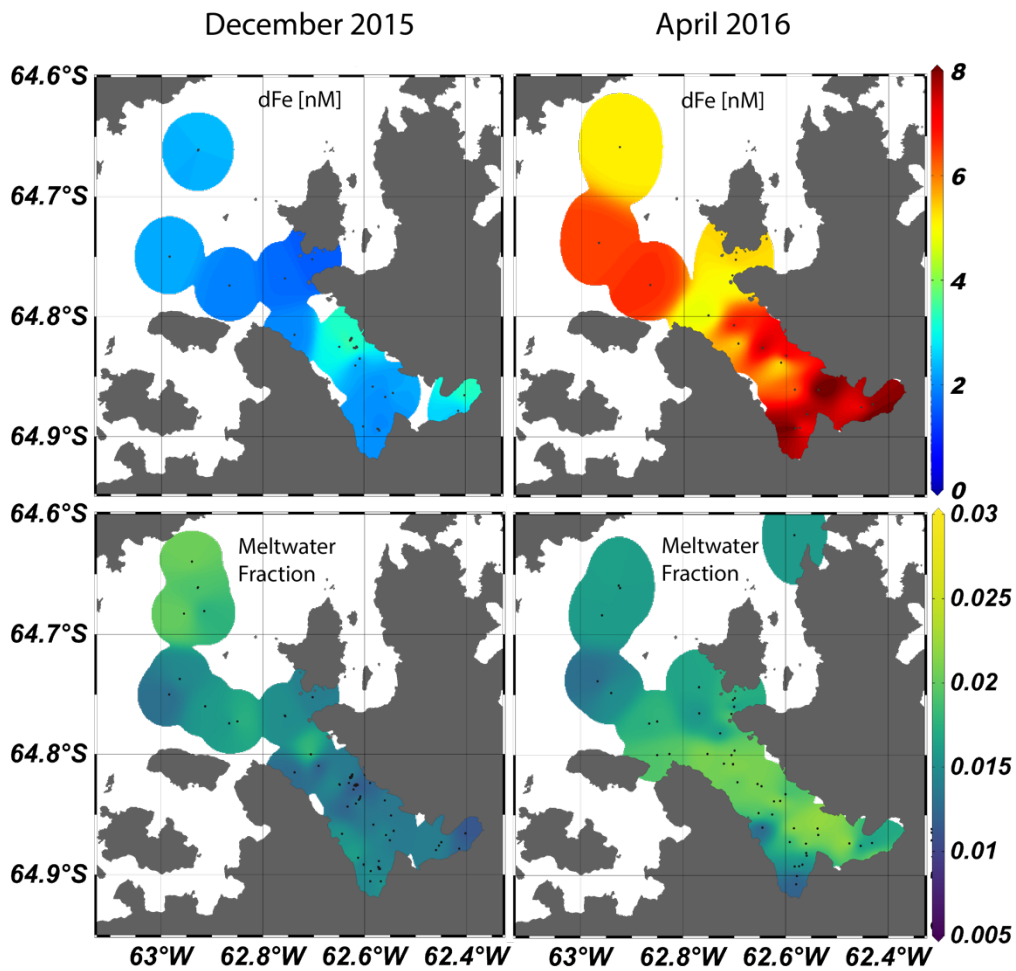 December 2015 April 2016
64.6°S
dFe [nM]
dFe [nM]
8
64.7°S
6
64.8°S
4
2
64.9°S
0
64.6°S
Meltwater
Fraction
Meltwater
Fraction
0.03
0.025
64.7°S
0.02
64.8°S
0.015
0.01
64.9°S
0.005
63°W 62.8°W 62.6°W 62.4°W 63°W 62.8°W 62.6°W 62.4°W